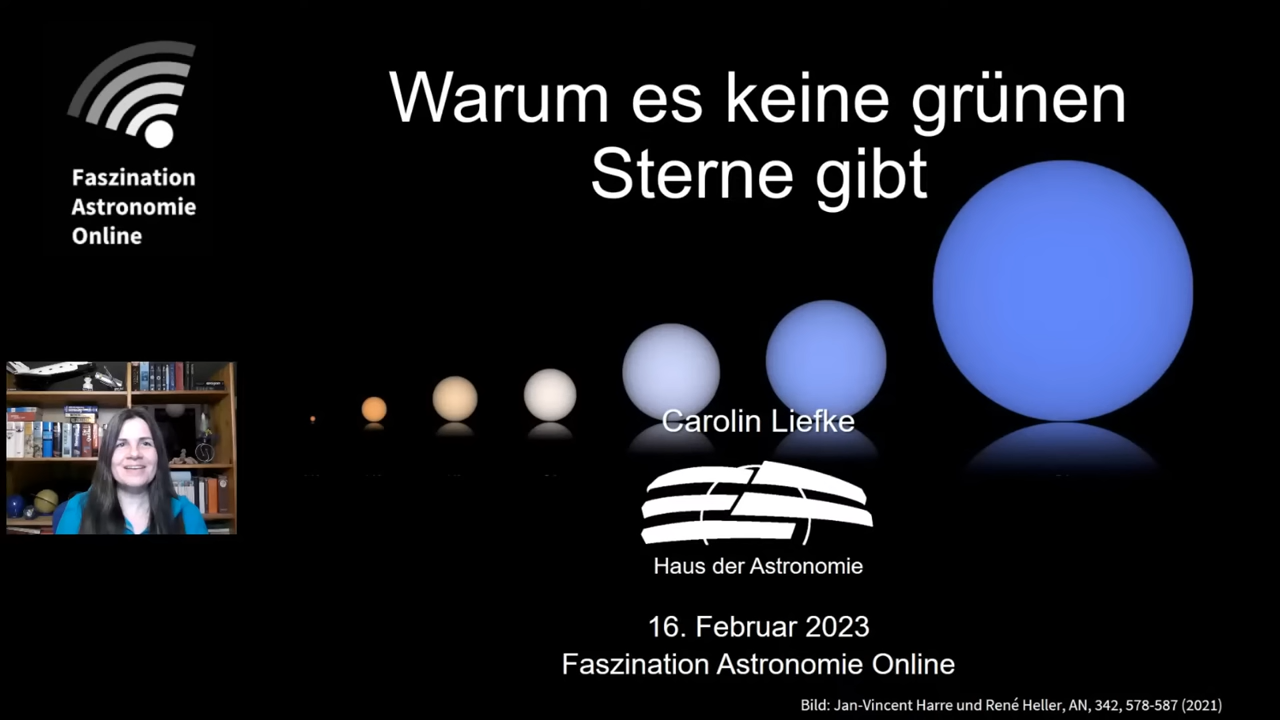 Faszination
Astronomie
Online
Warum es keine grünen
Sterne gibt
Carolin Liefke
Haus der Astronomie
16. Februar 2023
Faszination Astronomie Online
Bild: Jan-Vincent Harre und René Heller, AN, 342, 578-587 (2021)